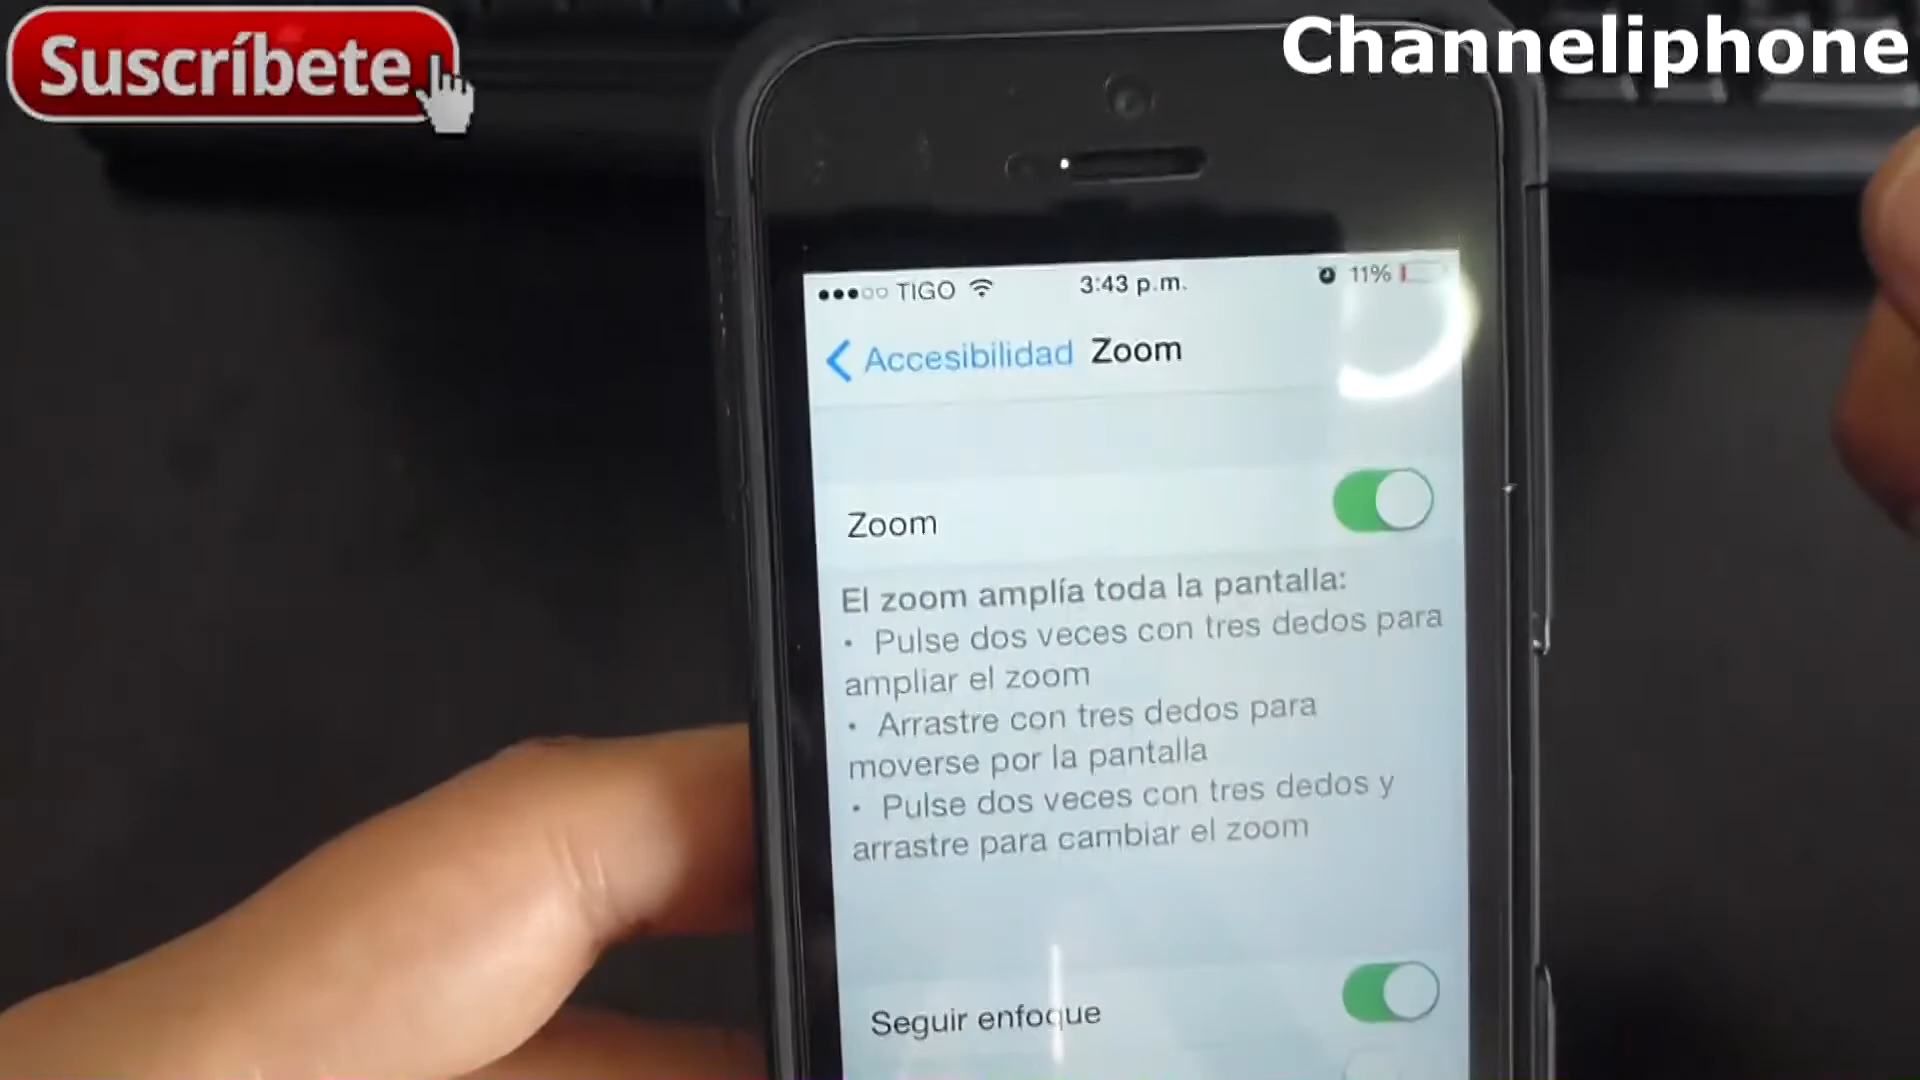 Suscríbete
Channeliphone
TIGO 3:43 p.m. 11%
Accesibilidad Zoom
Zoom
El zoom amplía toda la pantalla:
• Pulse dos veces con tres dedos para
ampliar el zoom
• Arrastre con tres dedos para
moverse por la pantalla
• Pulse dos veces con tres dedos y
arrastre para cambiar el zoom
Seguir enfoque